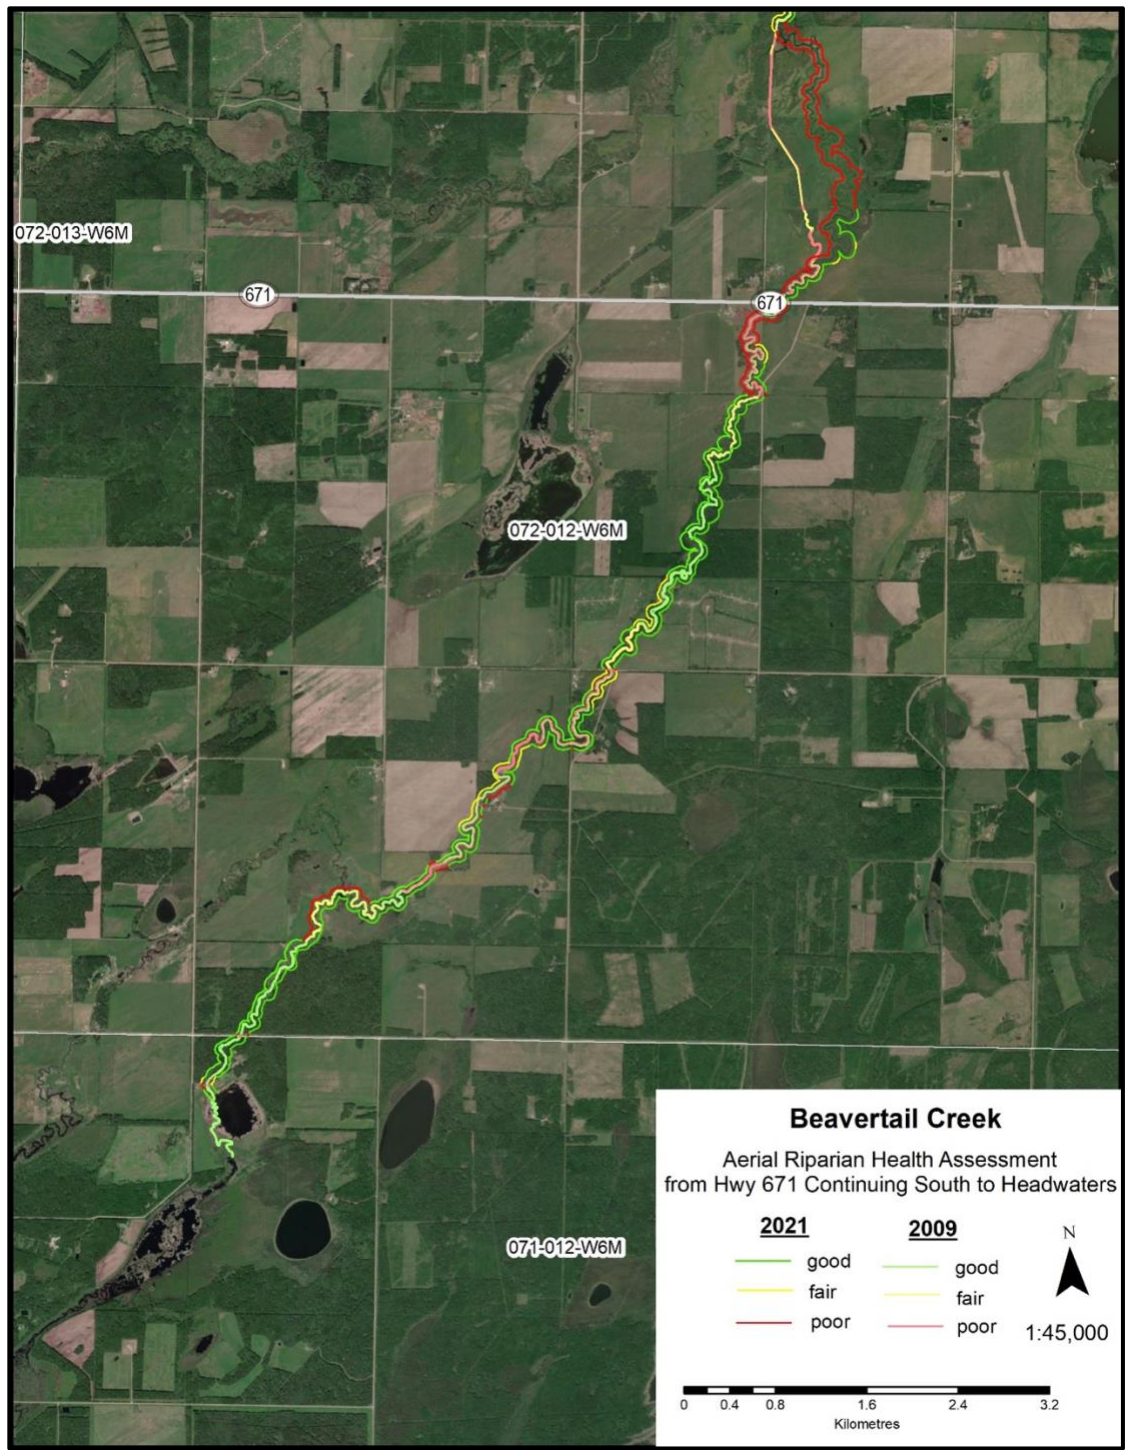 072-013-W6M
671
671
072-012-W6M
071-012-W6M
Beavertail Creek
Aerial Riparian Health Assessment
from Hwy 671 Continuing South to Headwaters
2021
2009
good
good
fair
fair
poor
poor
N
1:45,000
0 0.4 0.8 1.6 2.4 3.2
Kilometres